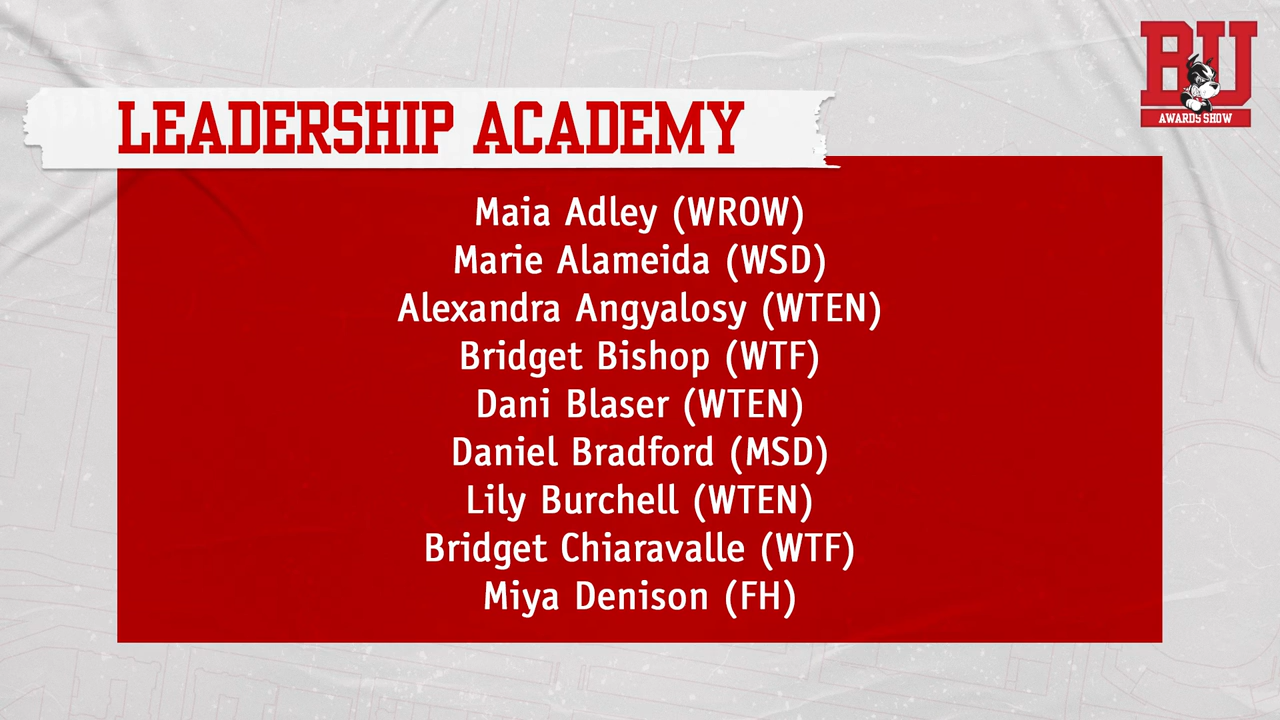 BU
AWARDS SHOW
LEADERSHIP ACADEMY
Maia Adley (WROW)
Marie Alameida (WSD)
Alexandra Angyalosy (WTEN)
Bridget Bishop (WTF)
Dani Blaser (WTEN)
Daniel Bradford (MSD)
Lily Burchell (WTEN)
Bridget Chiaravalle (WTF)
Miya Denison (FH)